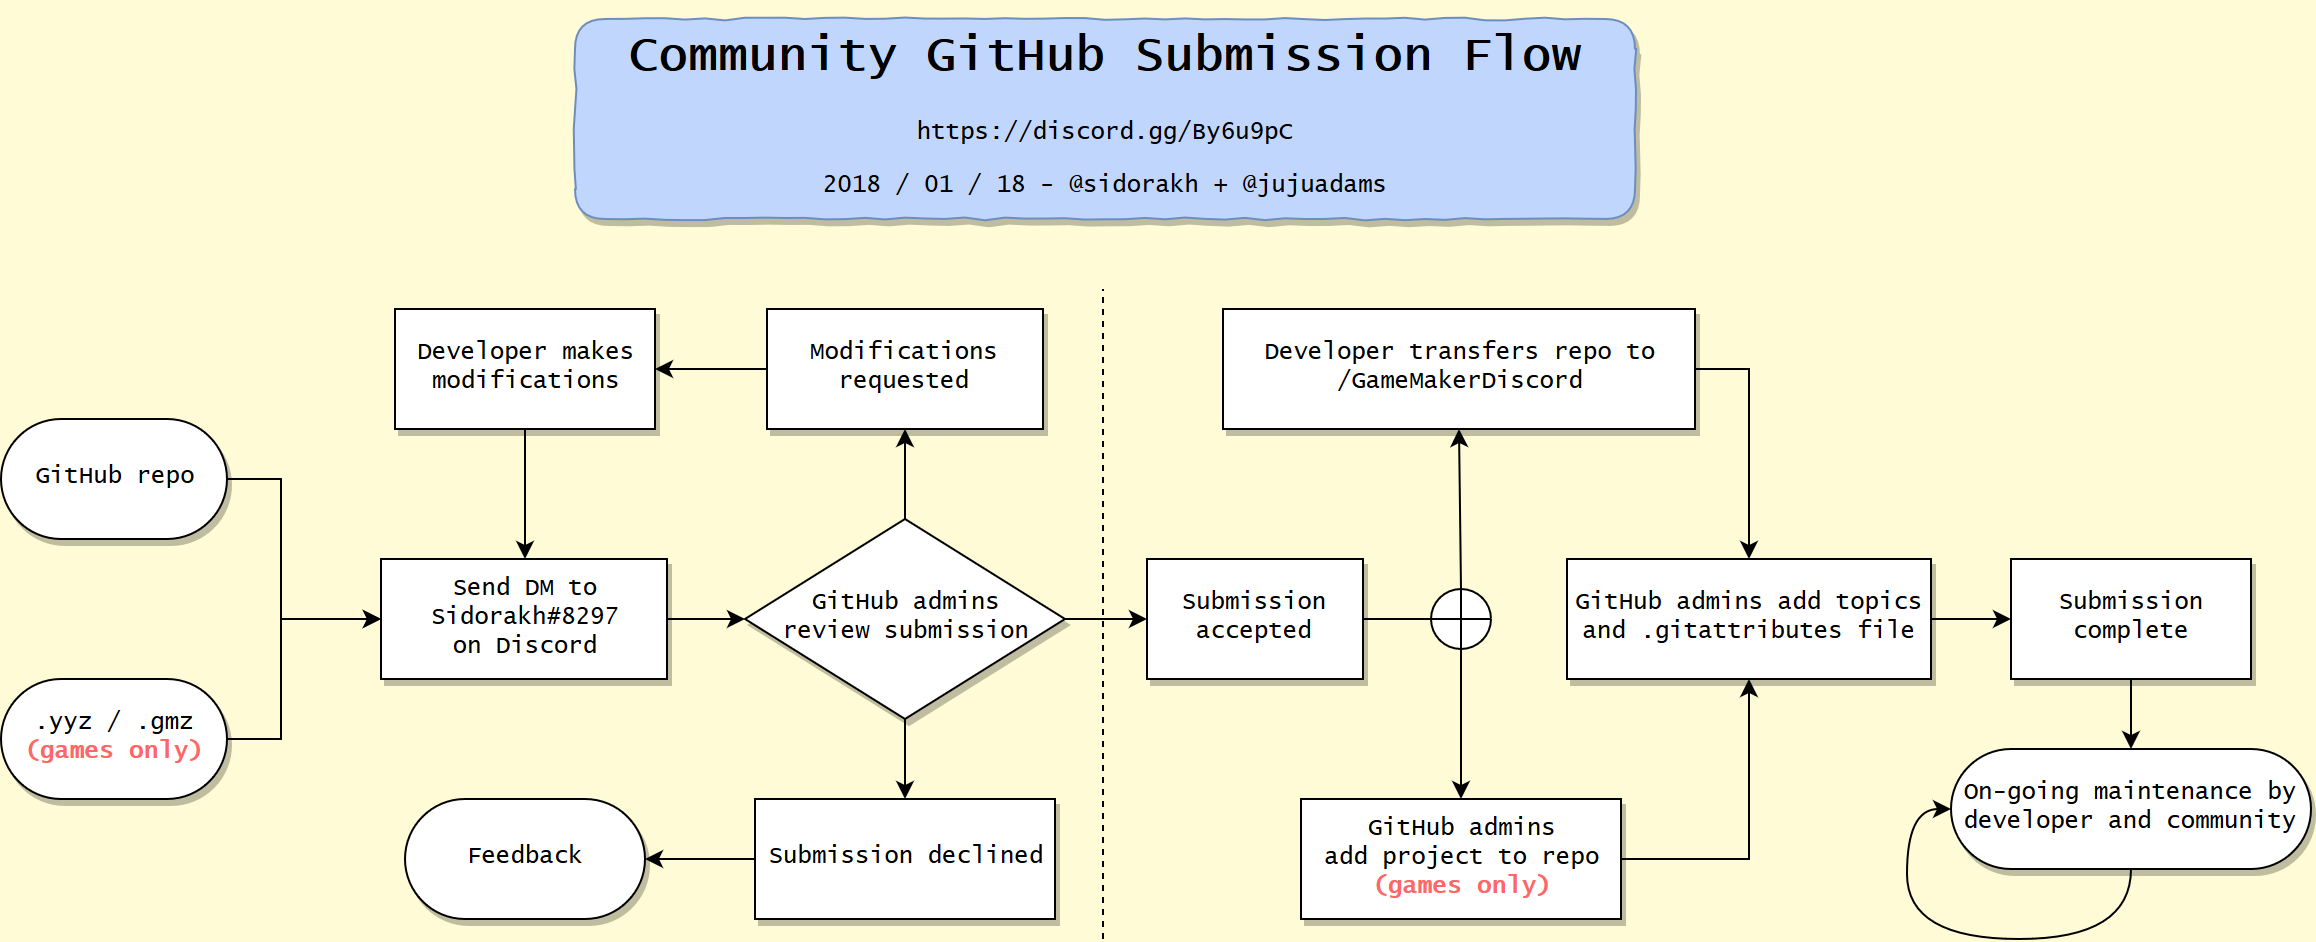 Community GitHub Submission Flow
https://discord.gg/By6u9pC
2018 / 01 / 18 - @sidorakh + @jujuadams
Developer makes
modifications
Modifications
requested
Developer transfers repo to
/GameMakerDiscord
GitHub repo
Send DM to
Sidorakh#8297
on Discord
GitHub admins
review submission
Submission
accepted
GitHub admins add topics
and .gitattributes file
Submission
complete
.yyz / .gmz
(games only)
Feedback
Submission declined
GitHub admins
add project to repo
(games only)
On-going maintenance by
developer and community